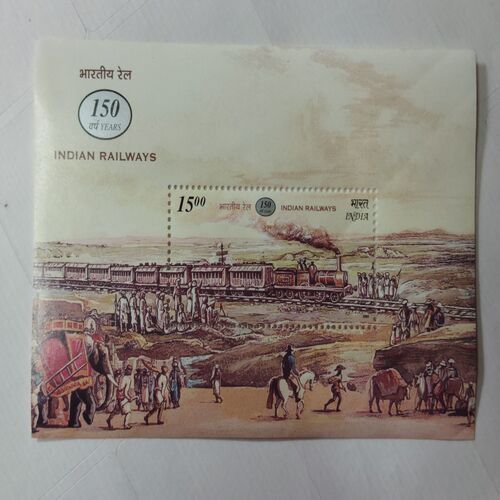 भारतीय रेल
150
वर्ष YEARS
INDIAN RAILWAYS
15.00 भारतीय रेल 150 INDIAN RAILWAYS भारत
INDIA